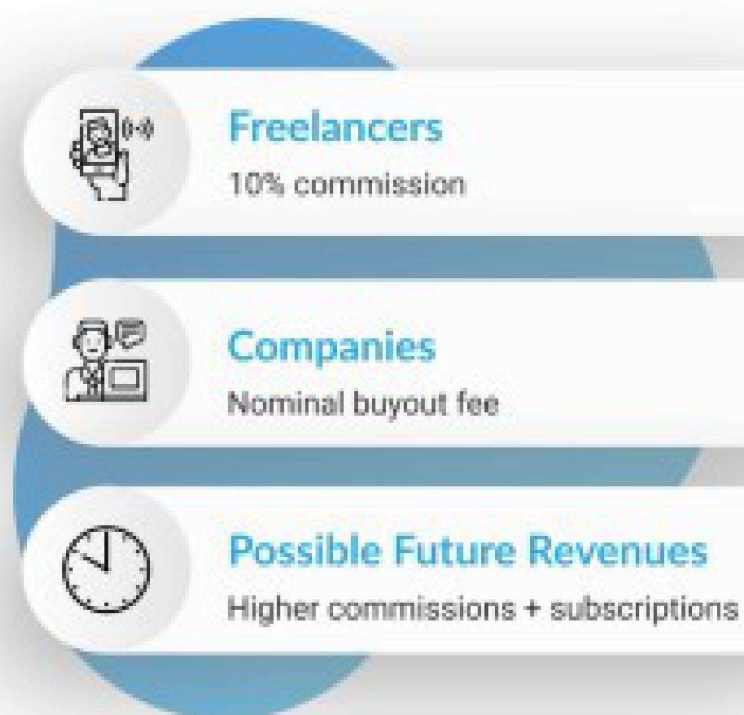 Freelancers
10% commission
Companies
Nominal buyout fee
Possible Future Revenues
Higher commissions + subscriptions